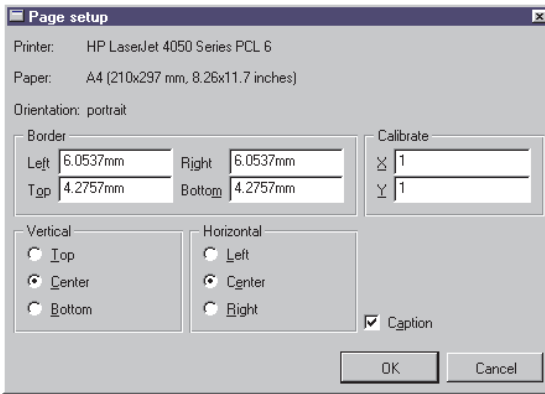 Page setup
Printer: HP LaserJet 4050 Series PCL 6
Paper: A4 (210x297 mm, 8.26x11.7 inches)
Orientation: portrait
Border
Left 6.0537mm Right 6.0537mm
Top 4.2757mm Bottom 4.2757mm
Calibrate
X 1
Y 1
Vertical
Top
Center
Bottom
Horizontal
Left
Center
Right
Caption
OK Cancel